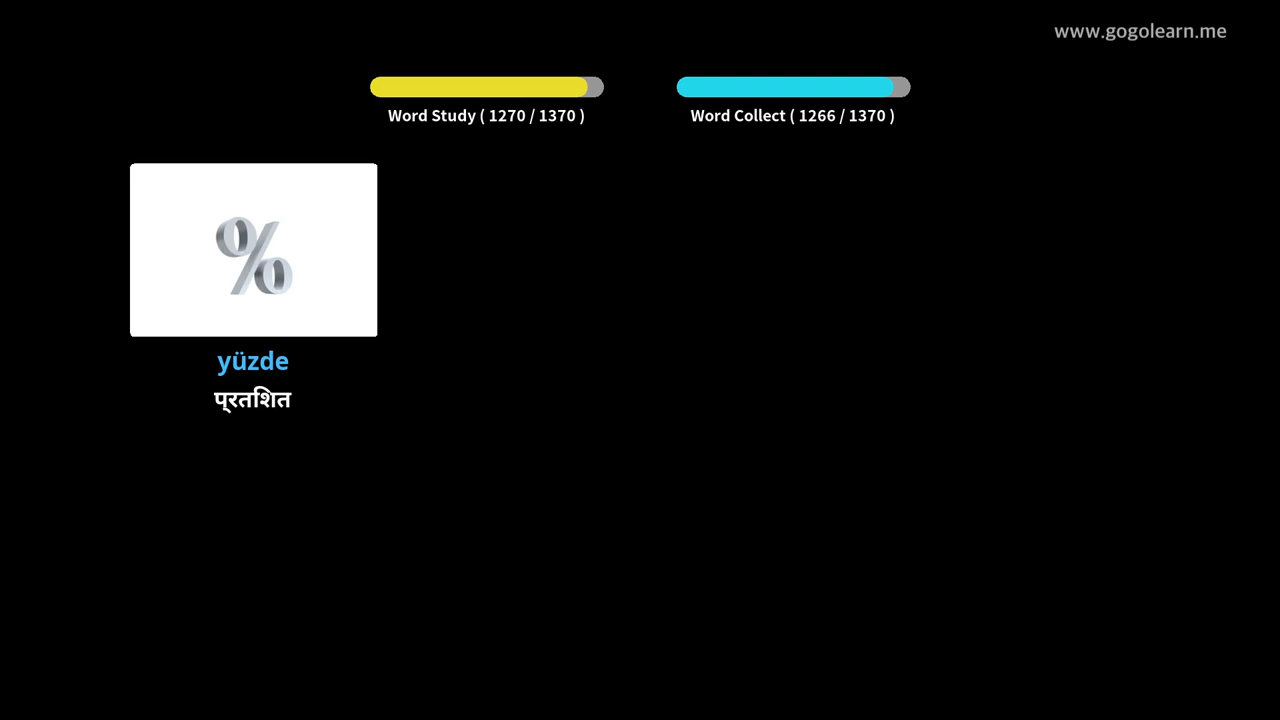 www.gogolearn.me
Word Study ( 1270 / 1370 )
Word Collect ( 1266 / 1370 )
%
yüzde
प्रतिशत